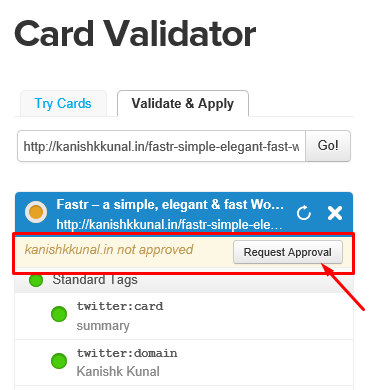 Card Validator
Try Cards Validate & Apply
http://kanishkkunal.in/fastr-simple-elegant-fast-w Go!
Fastr – a simple, elegant & fast Wo...
http://kanishkkunal.in/fastr-simple-ele...
kanishkkunal.in not approved Request Approval
Standard Tags
twitter:card
summary
twitter:domain
Kanishk Kunal